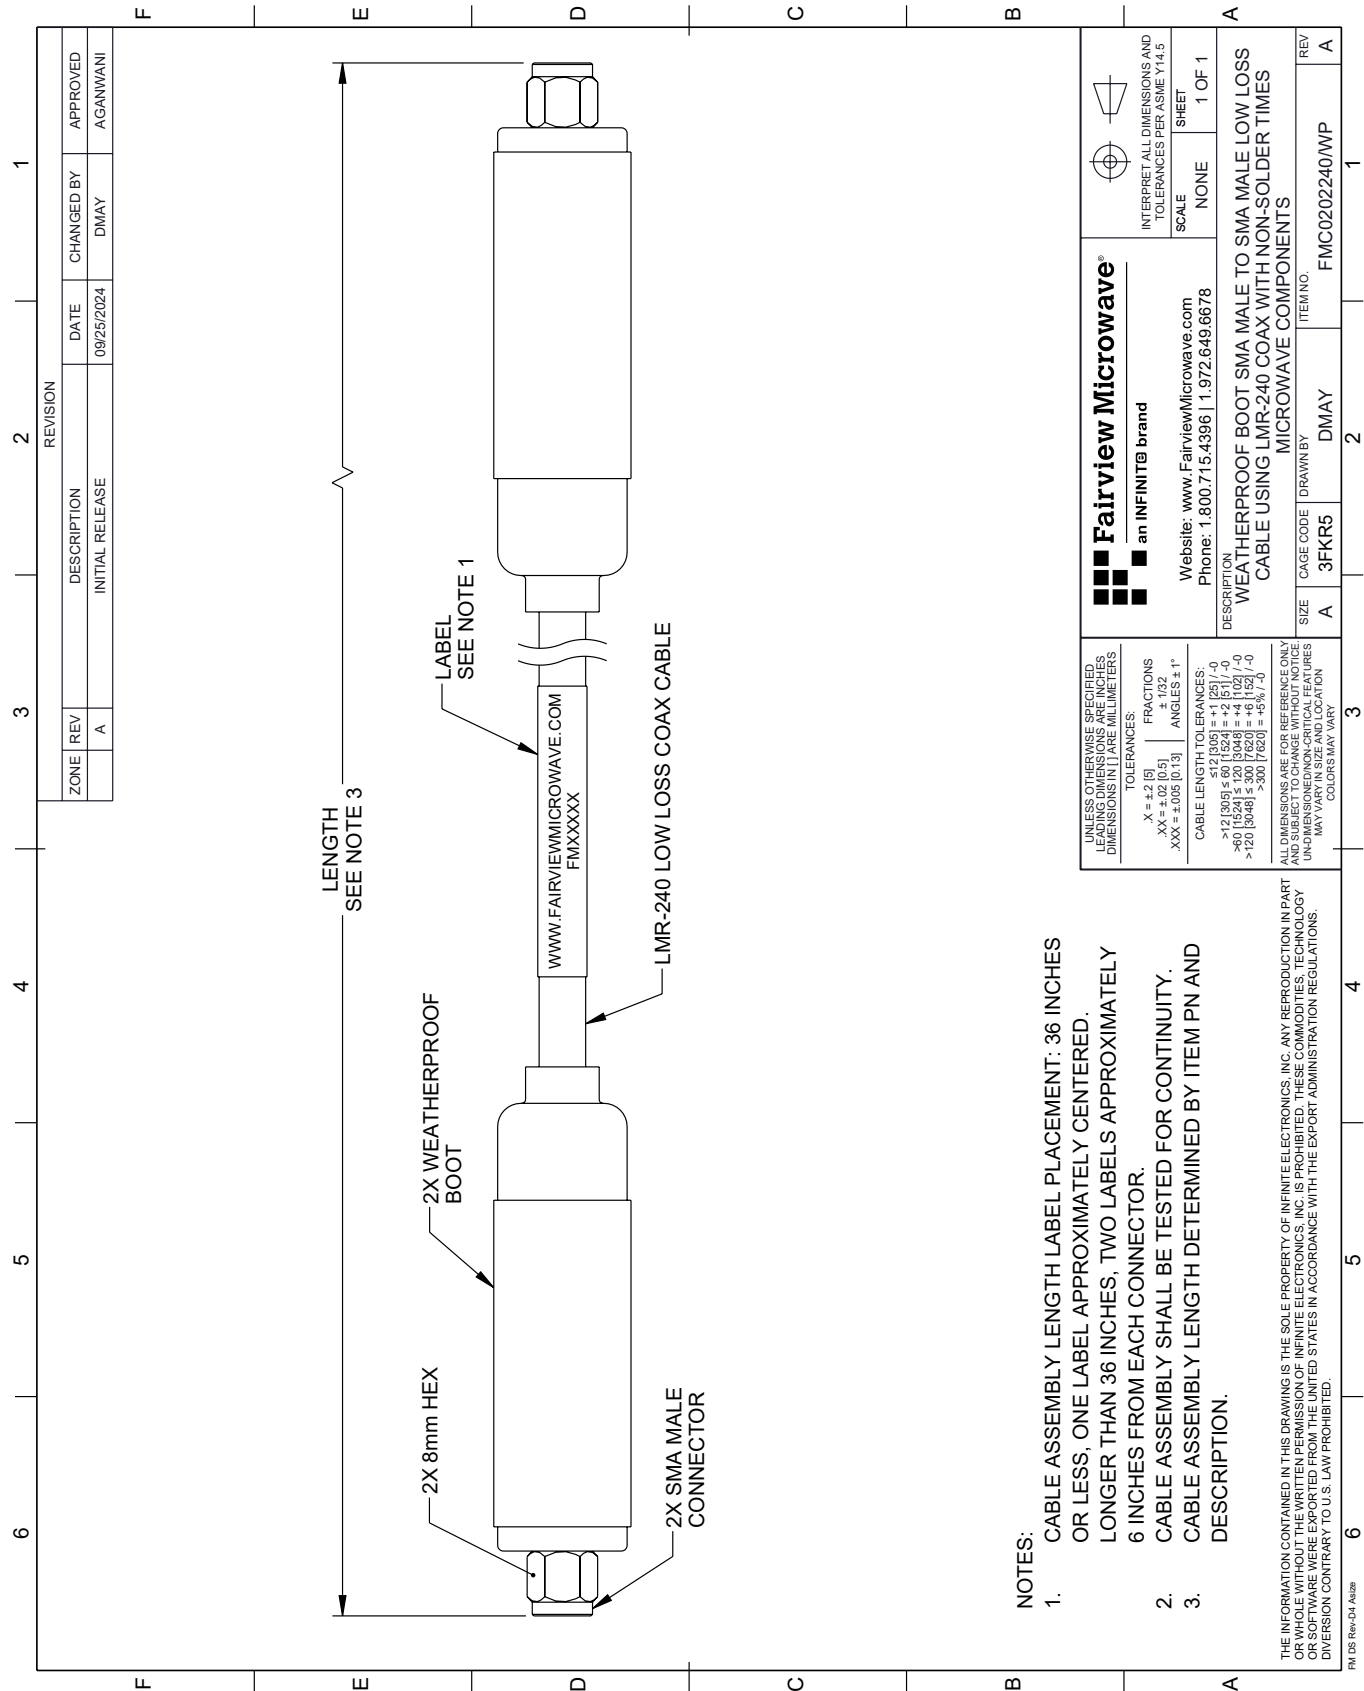 REVISION
ZONE REV DESCRIPTION DATE CHANGED BY APPROVED
A INITIAL RELEASE 09/25/2024 DMAY AGANWANI
6 5 4 3 2 1
F
E
D
C
B
A
LENGTH
SEE NOTE 3
2X 8mm HEX
2X WEATHERPROOF
BOOT
LABEL
SEE NOTE 1
WWW.FAIRVIEWMICROWAVE.COM
FMXXXXX
2X SMA MALE
CONNECTOR
LMR-240 LOW LOSS COAX CABLE
NOTES:
1. CABLE ASSEMBLY LENGTH LABEL PLACEMENT: 36 INCHES
OR LESS, ONE LABEL APPROXIMATELY CENTERED.
LONGER THAN 36 INCHES, TWO LABELS APPROXIMATELY
6 INCHES FROM EACH CONNECTOR.
2. CABLE ASSEMBLY SHALL BE TESTED FOR CONTINUITY.
3. CABLE ASSEMBLY LENGTH DETERMINED BY ITEM PN AND
DESCRIPTION.
THE INFORMATION CONTAINED IN THIS DRAWING IS THE SOLE PROPERTY OF INFINITE ELECTRONICS, INC. ANY REPRODUCTION IN PART
OR WHOLE WITHOUT THE WRITTEN PERMISSION OF INFINITE ELECTRONICS, INC. IS PROHIBITED. THESE COMMODITIES, TECHNOLOGY
OR SOFTWARE WERE EXPORTED FROM THE UNITED STATES IN ACCORDANCE WITH THE EXPORT ADMINISTRATION REGULATIONS.
DIVERSION CONTRARY TO U.S. LAW PROHIBITED.
UNLESS OTHERWISE SPECIFIED
LEADING DIMENSIONS ARE INCHES
DIMENSIONS IN [ ] ARE MILLIMETERS
TOLERANCES:
.X = ±.2 [5]
.XX = ±.02 [0.5]
.XXX = ±.005 [0.13]
FRACTIONS
± 1/32
ANGLES ± 1°
CABLE LENGTH TOLERANCES:
≤12 [305] = +1 [25] / -0
>12 [305] ≤ 60 [1524] = +2 [51] / -0
>60 [1524] ≤ 120 [3048] = +4 [102] / -0
>120 [3048] ≤ 300 [7620] = +6 [152] / -0
>300 [7620] = +5% / -0
ALL DIMENSIONS ARE FOR REFERENCE ONLY
AND SUBJECT TO CHANGE WITHOUT NOTICE.
UN-DIMENSIONED/NON-CRITICAL FEATURES
MAY VARY IN SIZE AND LOCATION
COLORS MAY VARY
Fairview Microwave®
an INFINIT℮ brand
Website: www.FairviewMicrowave.com
Phone: 1.800.715.4396 | 1.972.649.6678
INTERPRET ALL DIMENSIONS AND
TOLERANCES PER ASME Y14.5
SCALE
NONE
SHEET
1 OF 1
DESCRIPTION
WEATHERPROOF BOOT SMA MALE TO SMA MALE LOW LOSS
CABLE USING LMR-240 COAX WITH NON-SOLDER TIMES
MICROWAVE COMPONENTS
SIZE
A
CAGE CODE
3FKR5
DRAWN BY
DMAY
ITEM NO.
FMC0202240/WP
REV
A
F
E
D
C
B
A
6 5 4 3 2 1
FM DS Rev-D4 Asize